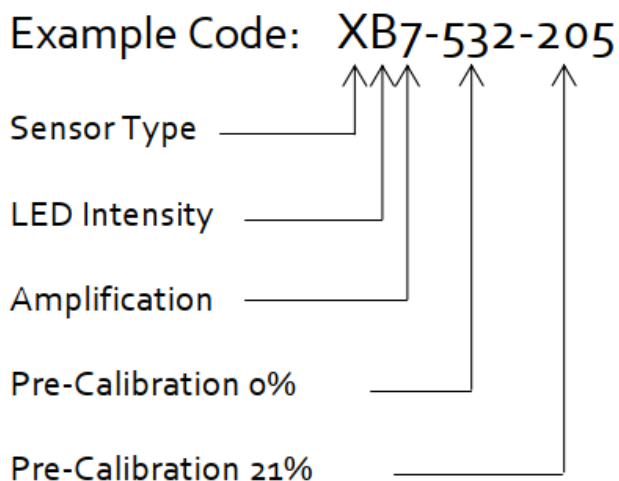 Example Code: XB7-532-205
Sensor Type
LED Intensity
Amplification
Pre-Calibration 0%
Pre-Calibration 21%